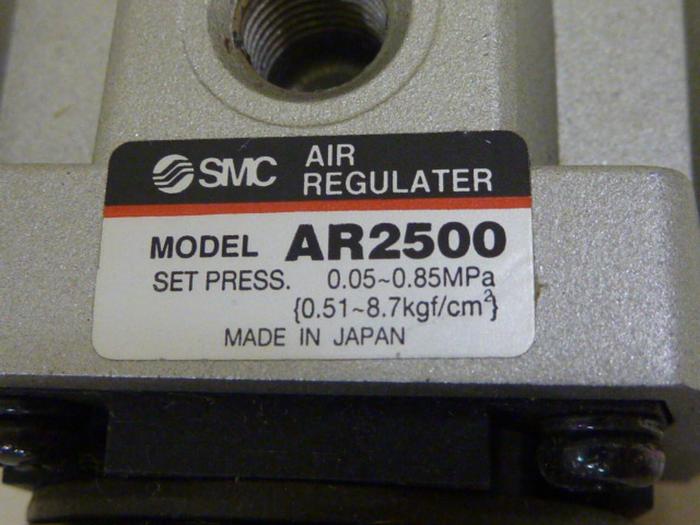 SMC AIR
REGULATER
MODEL AR2500
SET PRESS. 0.05~0.85MPa
{0.51~8.7kgf/cm²}
MADE IN JAPAN